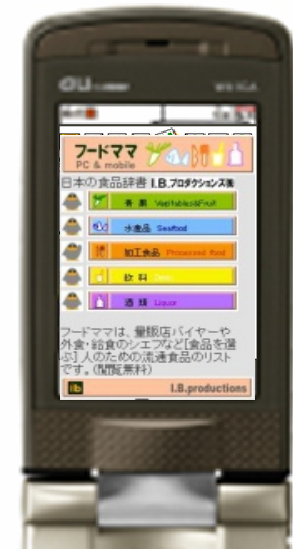 au
フードママ
PC & mobile
日本の食品辞書 I.B.プロダクションズ㈱
青 果 Vegitables&Fruit
水産品 Seafood
加工食品 Processed food
飲 料
酒 類 Liquor
フードママは、量販店バイヤーや
外食・給食のシェフなど[食品を選
ぶ]人のための流通食品のリスト
です。(閲覧無料)
ib I.B.productions